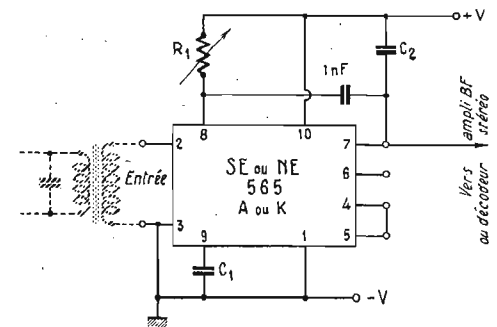 +V
R1
C2
1nF
8
10
2
7
Entrée
SE ou NE
565
A ou K
6
4
3
9
1
5
C1
-V
ampli BF
stéréo
Vers
au décodeur